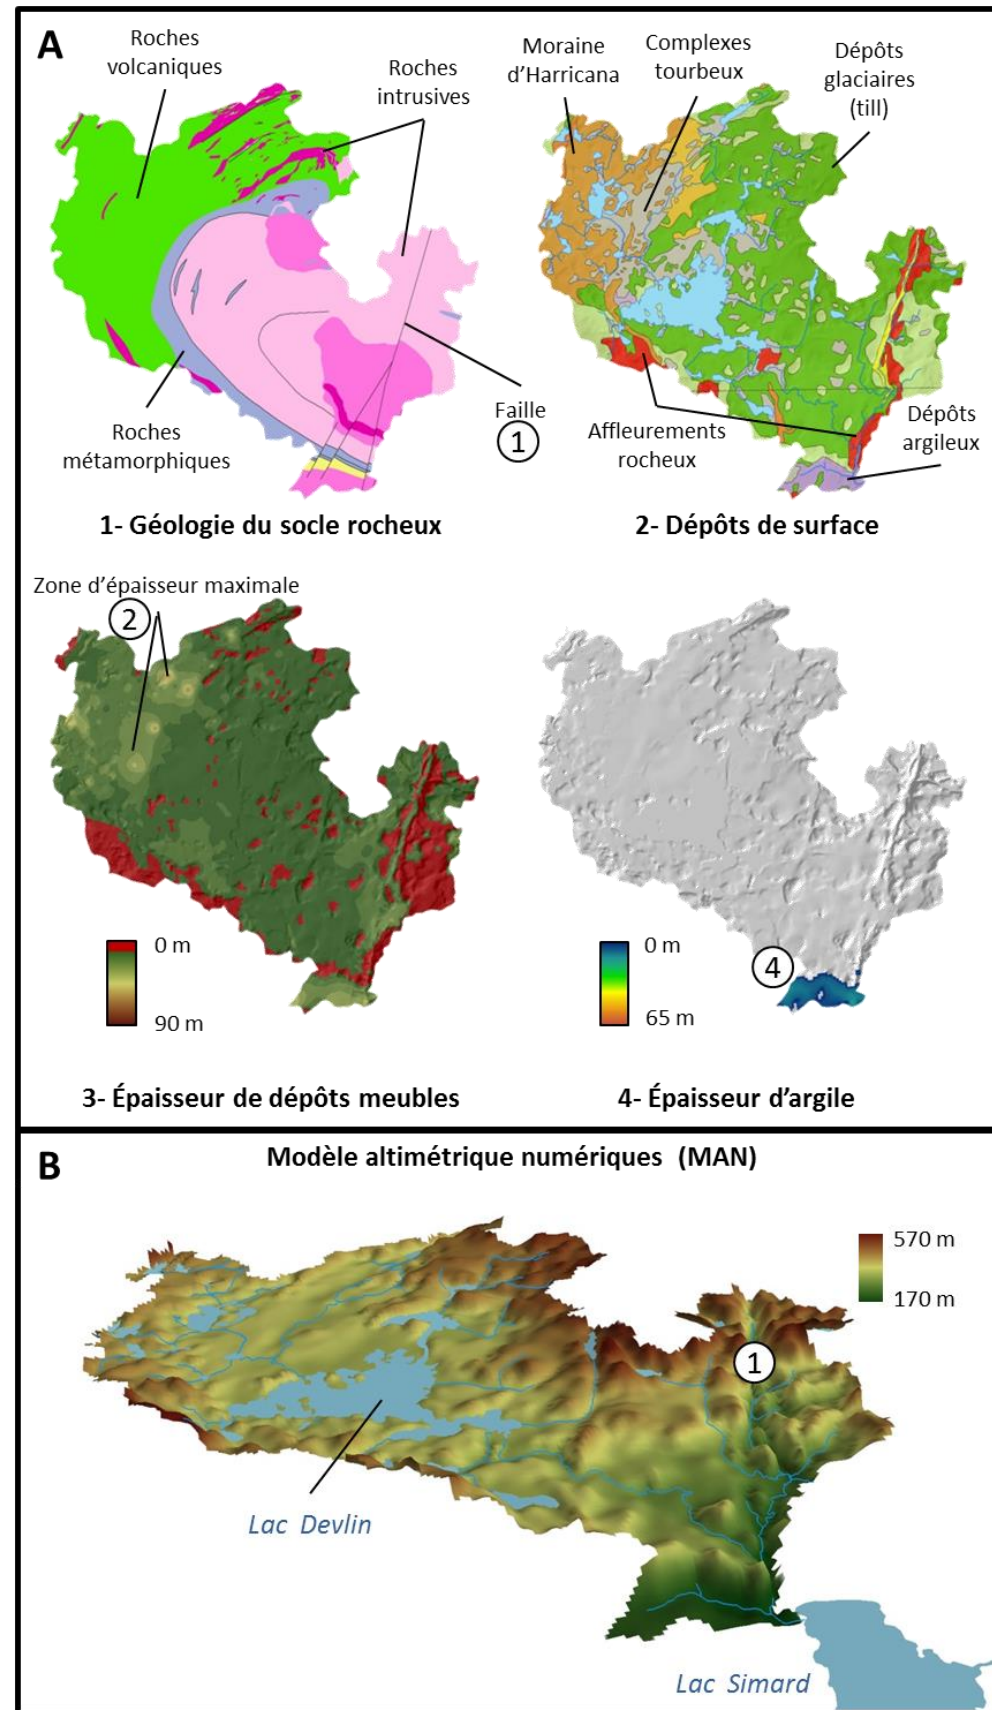 A
Roches
volcaniques
Roches
intrusives
Roches
métamorphiques
Faille
1
1- Géologie du socle rocheux
Moraine
d'Harricana
Complexes
tourbeux
Dépôts
glaciaires
(till)
Affleurements
rocheux
Dépôts
argileux
2- Dépôts de surface
Zone d'épaisseur maximale
2
0 m
90 m
3- Épaisseur de dépôts meubles
4
0 m
65 m
4- Épaisseur d'argile
B
Modèle altimétrique numériques (MAN)
570 m
170 m
1
Lac Devlin
Lac Simard